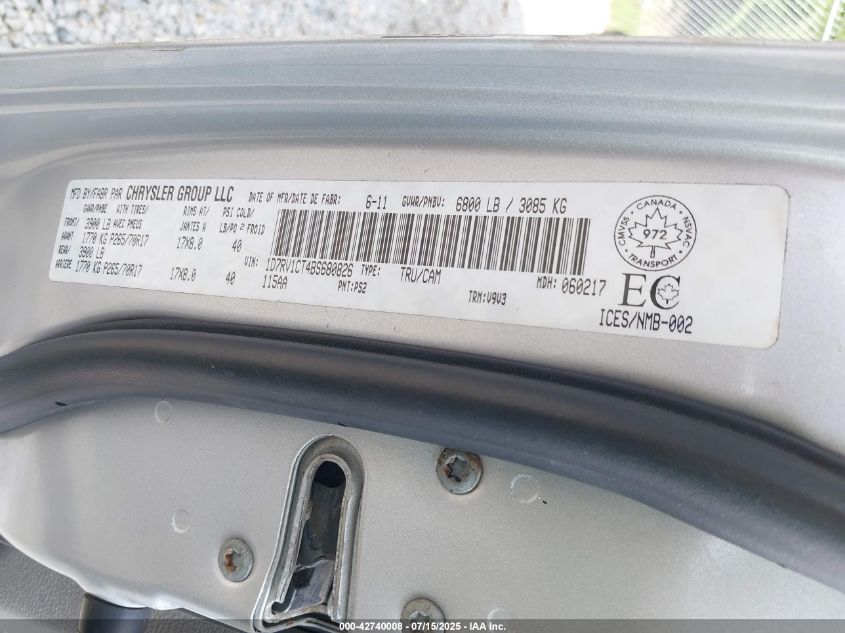 MFD BY/FABR PAR CHRYSLER GROUP LLC DATE OF MFR/DATE DE FABR: 6-11 GVWR/PNBV: 6800 LB / 3085 KG
GWWR/PNBE WITH TIRES/ RIMS AT/ PSI COLD/
FRONT/ 3900 LB AVEC PNEUS JANTES A LB/PO 2 FROID
AVANT 1770 KG P265/70R17 17X8.0 40
REAR/ 3900 LB
ARRIERE 1770 KG P265/70R17 17X8.0 40
VIN: 1D7RV1CT4BS680826 TYPE: TRU/CAM MDH: 060217
115AA PNT: PS2 TRM: V9V3
CMVSS CANADA NSVAC
972
TRANSPORT
EC
ICES/NMB-002
000-42740008 - 07/15/2025 - IAA Inc.